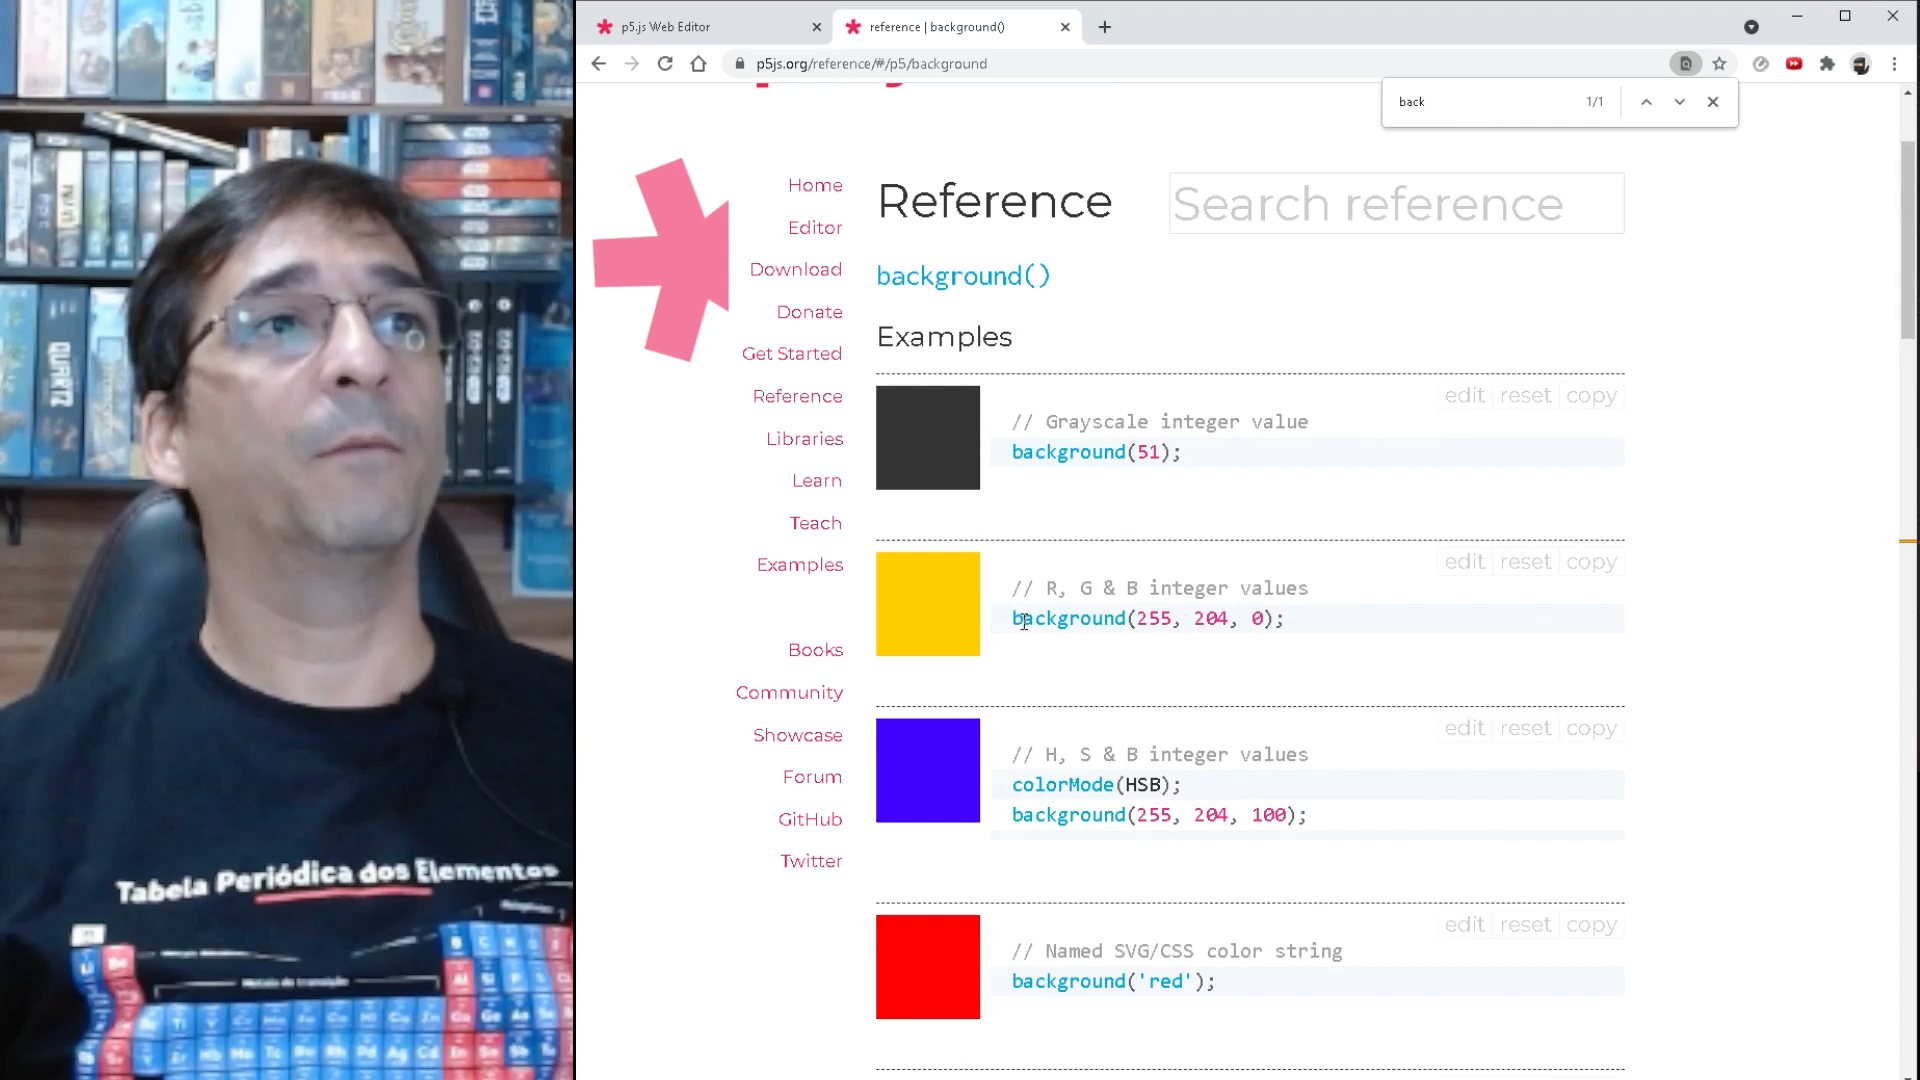 p5.js Web Editor
reference | background()
p5js.org/reference/#/p5/background
back
1/1
Home
Editor
Download
Donate
Get Started
Reference
Libraries
Learn
Teach
Examples
Books
Community
Showcase
Forum
GitHub
Twitter
Reference
Search reference
background()
Examples
edit reset copy
// Grayscale integer value
background(51);
edit reset copy
// R, G & B integer values
background(255, 204, 0);
edit reset copy
// H, S & B integer values
colorMode(HSB);
background(255, 204, 100);
edit reset copy
// Named SVG/CSS color string
background('red');
QUARTZ
Tabela Periódica dos Elementos